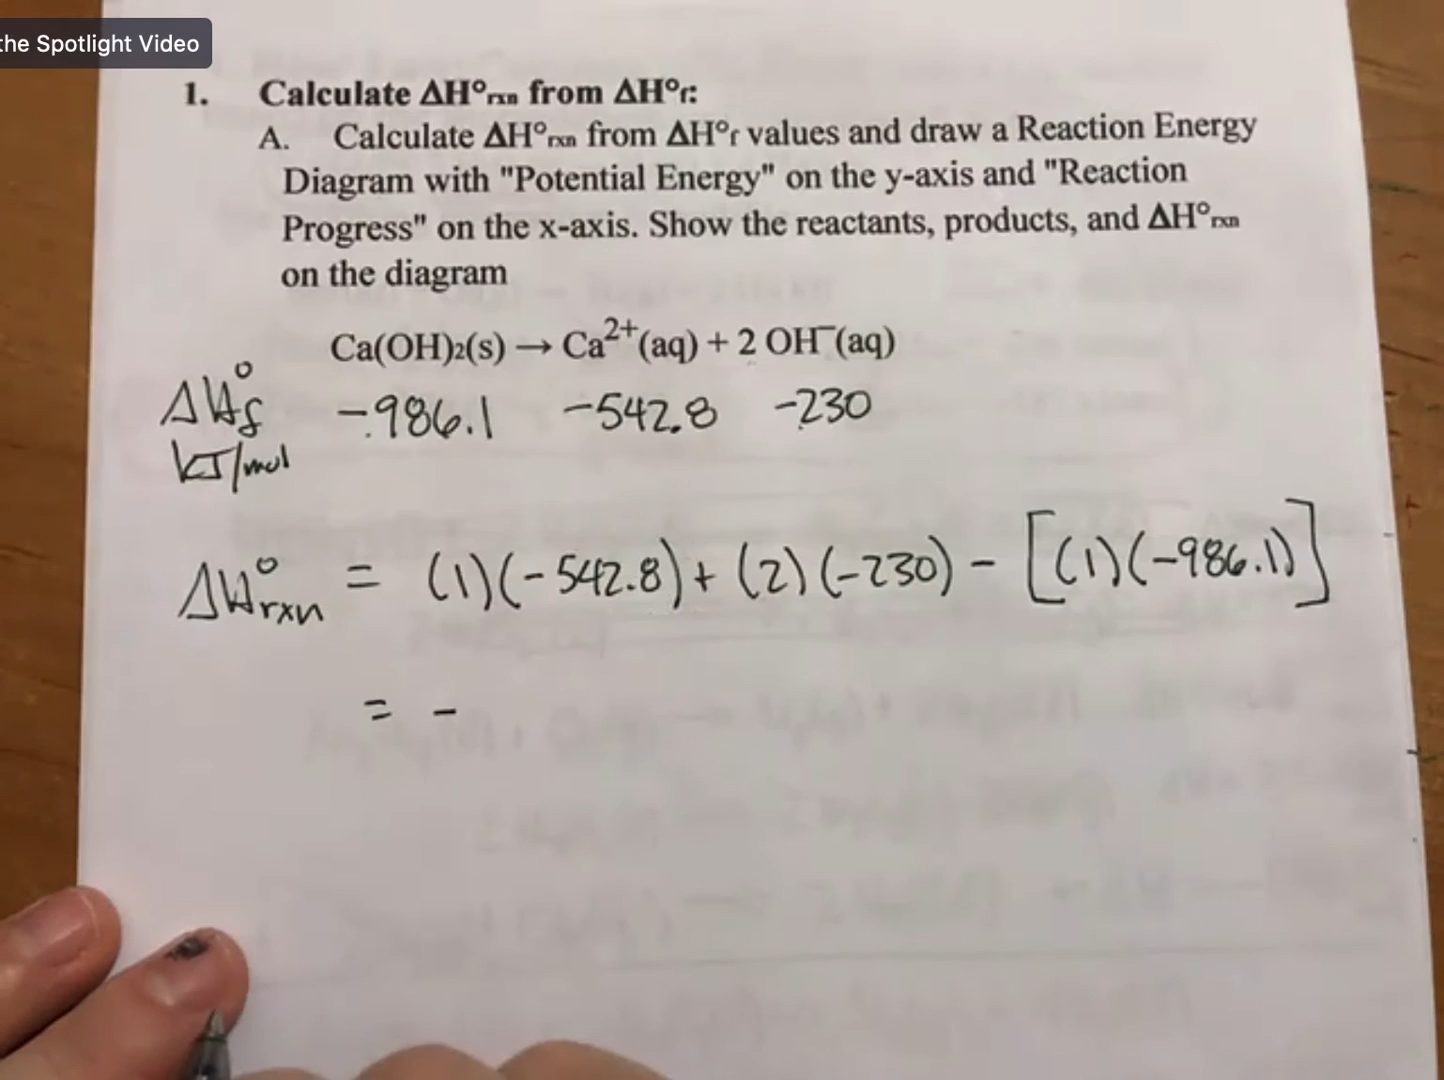 the Spotlight Video
1. Calculate ΔH°rxn from ΔH°f:
A. Calculate ΔH°rxn from ΔH°f values and draw a Reaction Energy
Diagram with "Potential Energy" on the y-axis and "Reaction
Progress" on the x-axis. Show the reactants, products, and ΔH°rxn
on the diagram
Ca(OH)2(s) → Ca²⁺(aq) + 2 OH⁻(aq)
ΔH°f -986.1 -542.8 -230
kJ/mol
ΔH°rxn = (1)(-542.8) + (2)(-230) - [(1)(-986.1)]
= -